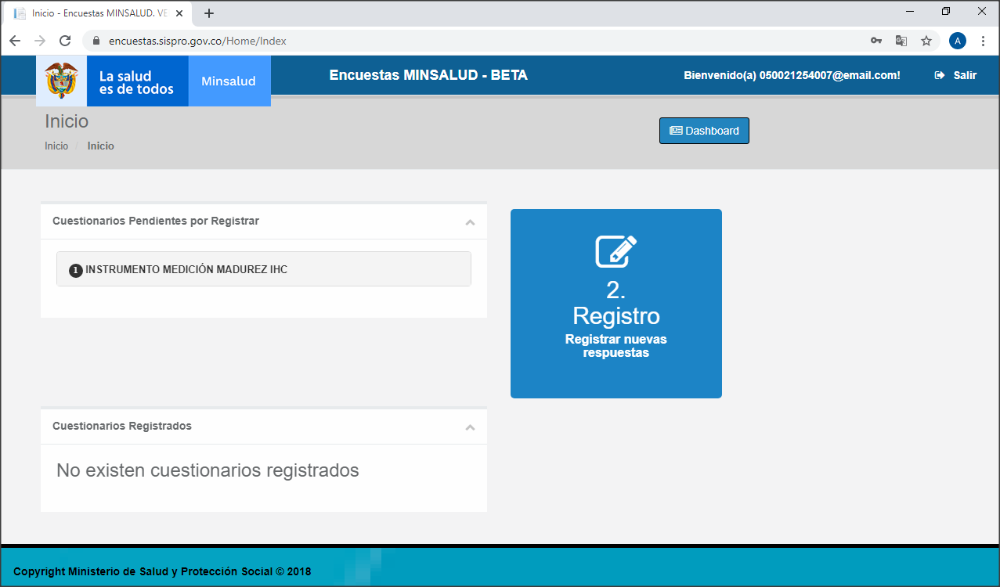 Inicio - Encuestas MINSALUD. VE
encuestas.sispro.gov.co/Home/Index
A
La salud
es de todos
Minsalud
Encuestas MINSALUD - BETA
Bienvenido(a) 050021254007@email.com!
Salir
Inicio
Inicio / Inicio
Dashboard
Cuestionarios Pendientes por Registrar
1 INSTRUMENTO MEDICIÓN MADUREZ IHC
2.
Registro
Registrar nuevas
respuestas
Cuestionarios Registrados
No existen cuestionarios registrados
Copyright Ministerio de Salud y Protección Social © 2018